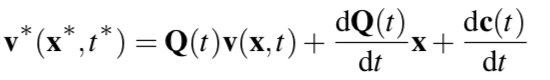 v*(x*, t*) = Q(t)v(x, t) + dQ(t)/dt x + dc(t)/dt